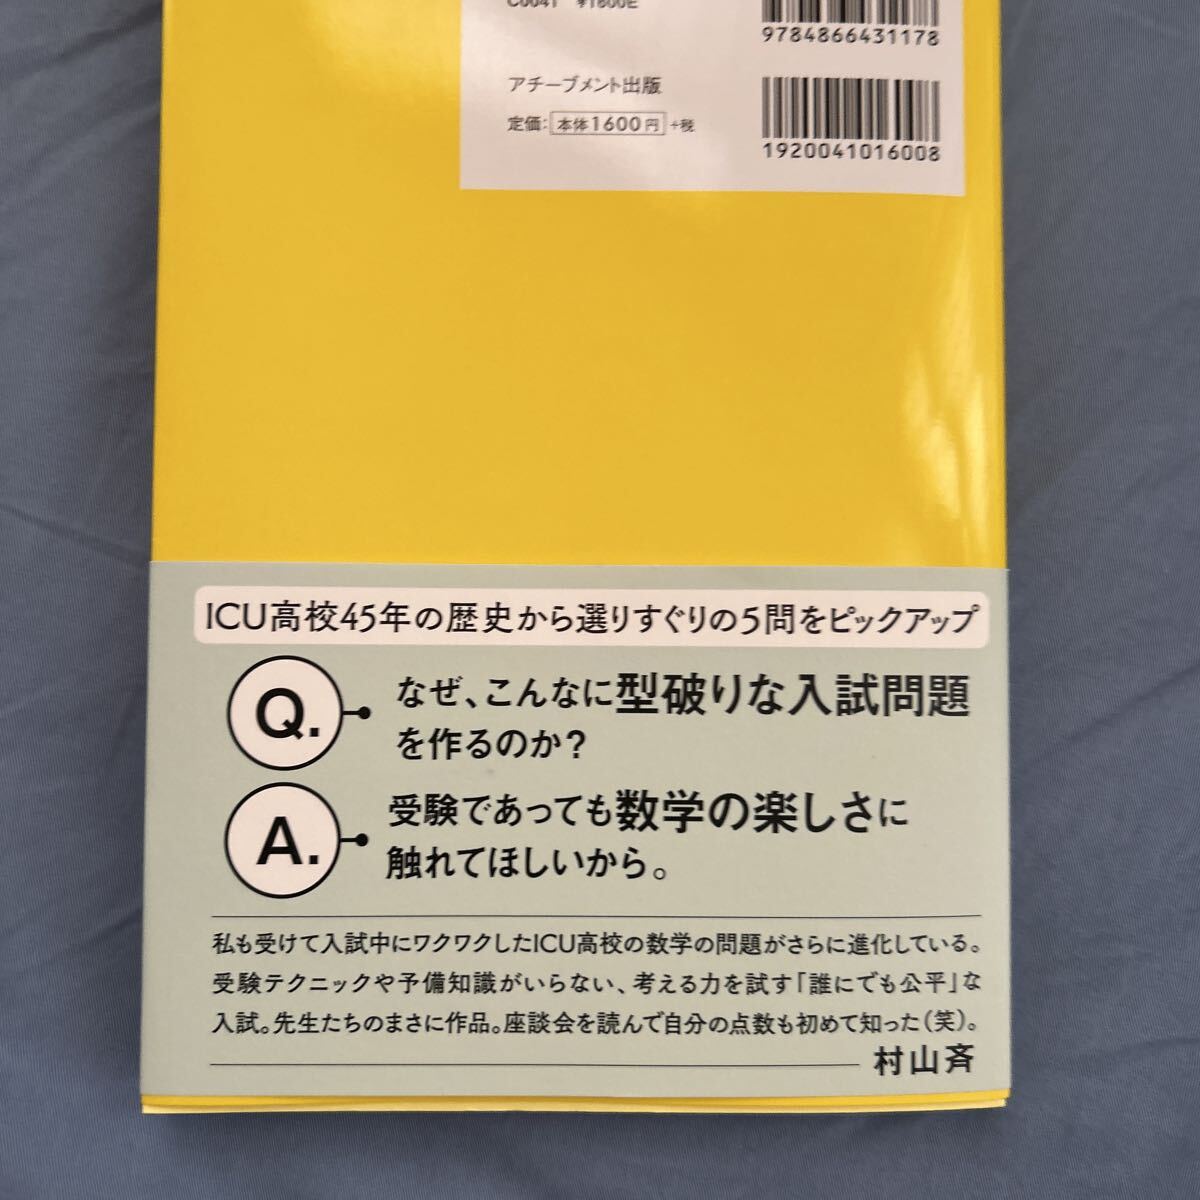 C0041 ¥1600E
9784866431178
アチーブメント出版
定価：本体1600円+税
1920041016008
ICU高校45年の歴史から選りすぐりの5問をピックアップ
Q. なぜ、こんなに型破りな入試問題
を作るのか？
A. 受験であっても数学の楽しさに
触れてほしいから。
私も受けて入試中にワクワクしたICU高校の数学の問題がさらに進化している。
受験テクニックや予備知識がいらない、考える力を試す「誰にでも公平」な
入試。先生たちのまさに作品。座談会を読んで自分の点数も初めて知った（笑）。
村山斉